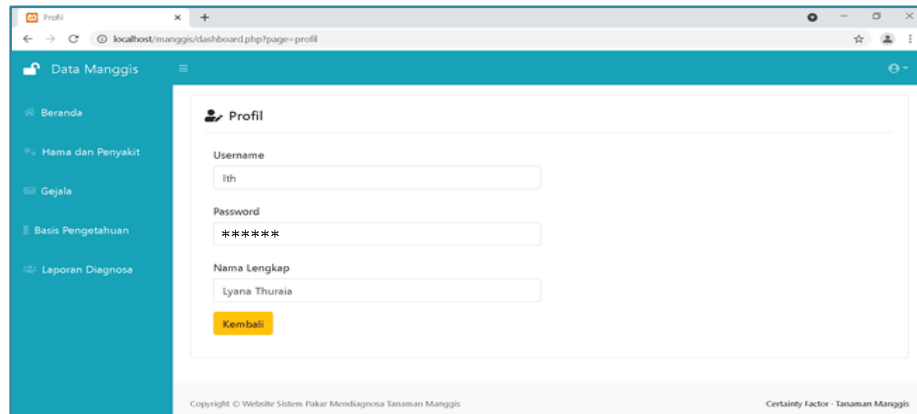 Profil
localhost/manggis/dashboard.php?page=profil
Data Manggis
Beranda
Hama dan Penyakit
Gejala
Basis Pengetahuan
Laporan Diagnosa
Profil
Username
lth
Password
******
Nama Lengkap
Lyana Thuraia
Kembali
Copyright © Website Sistem Pakar Mendiagnosa Tanaman Manggis
Certainty Factor - Tanaman Manggis